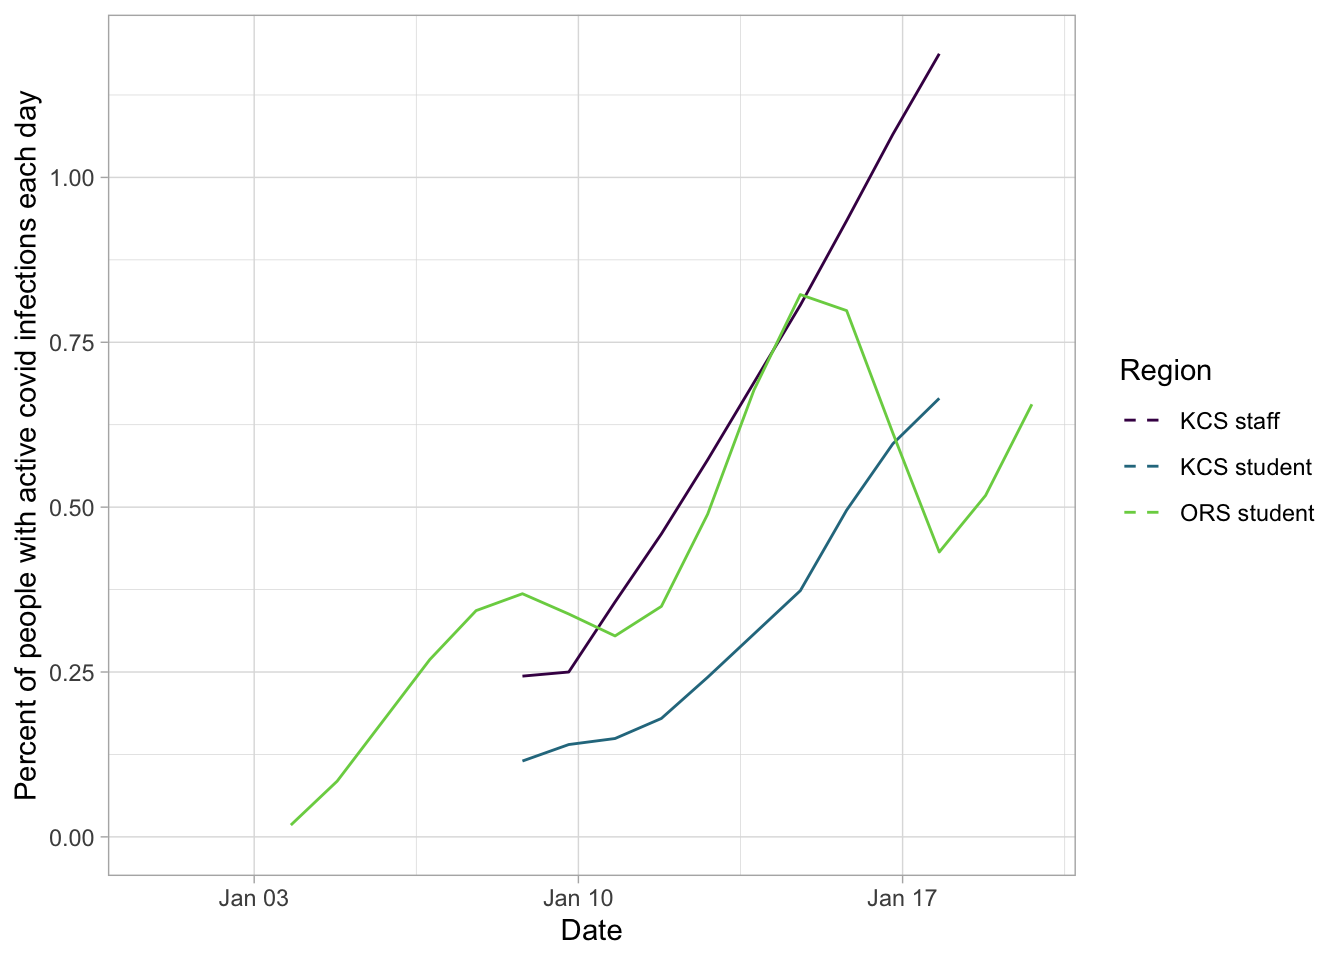 Percent of people with active covid infections each day
1.00
0.75
0.50
0.25
0.00
Jan 03
Jan 10
Jan 17
Date
Region
KCS staff
KCS student
ORS student